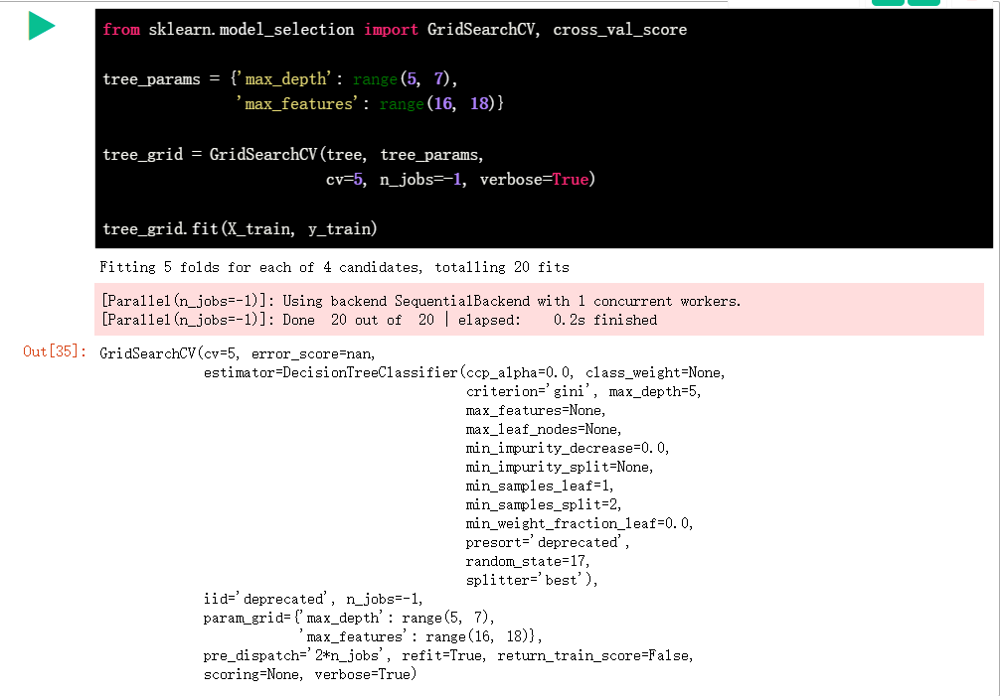 from sklearn.model_selection import GridSearchCV, cross_val_score
tree_params = {'max_depth': range(5, 7),
'max_features': range(16, 18)}
tree_grid = GridSearchCV(tree, tree_params,
cv=5, n_jobs=-1, verbose=True)
tree_grid.fit(X_train, y_train)
Fitting 5 folds for each of 4 candidates, totalling 20 fits
[Parallel(n_jobs=-1)]: Using backend SequentialBackend with 1 concurrent workers.
[Parallel(n_jobs=-1)]: Done  20 out of  20 | elapsed:    0.2s finished
Out[35]: GridSearchCV(cv=5, error_score=nan,
estimator=DecisionTreeClassifier(ccp_alpha=0.0, class_weight=None,
criterion='gini', max_depth=5,
max_features=None,
max_leaf_nodes=None,
min_impurity_decrease=0.0,
min_impurity_split=None,
min_samples_leaf=1,
min_samples_split=2,
min_weight_fraction_leaf=0.0,
presort='deprecated',
random_state=17,
splitter='best'),
iid='deprecated', n_jobs=-1,
param_grid={'max_depth': range(5, 7),
'max_features': range(16, 18)},
pre_dispatch='2*n_jobs', refit=True, return_train_score=False,
scoring=None, verbose=True)